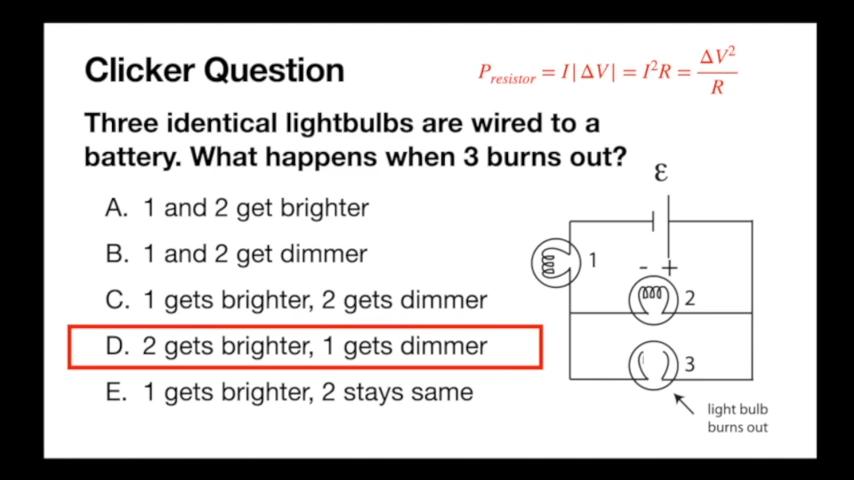 Clicker Question
P_resistor = I|ΔV| = I²R = ΔV²/R
Three identical lightbulbs are wired to a
battery. What happens when 3 burns out?
A. 1 and 2 get brighter
B. 1 and 2 get dimmer
C. 1 gets brighter, 2 gets dimmer
D. 2 gets brighter, 1 gets dimmer
E. 1 gets brighter, 2 stays same
ε
1
- +
2
3
light bulb
burns out